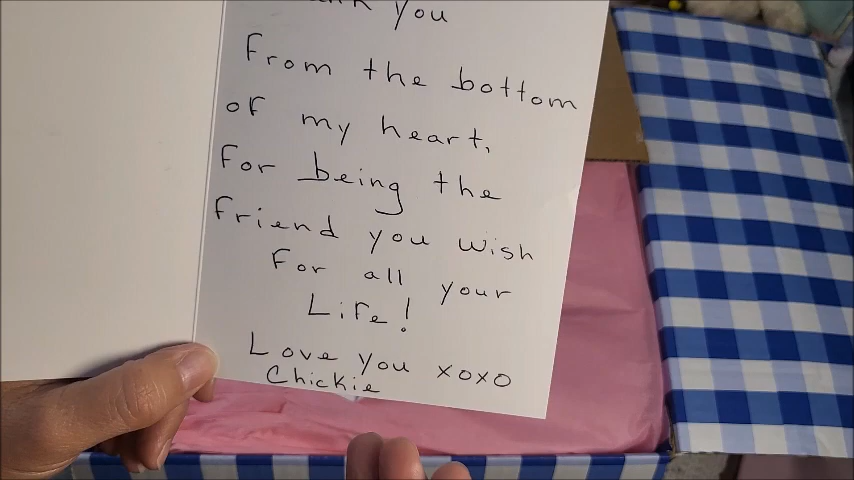 you
From the bottom
of my heart,
For being the
Friend you wish
For all your
Life!
Love you xoxo
Chickie